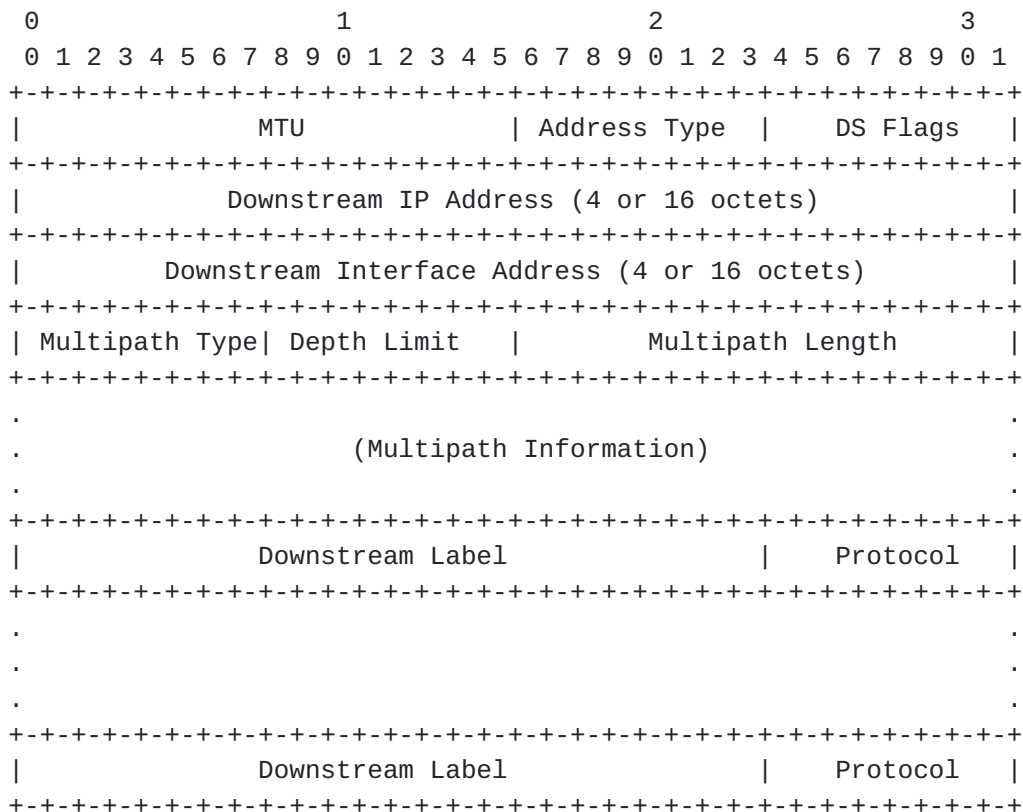 0                   1                   2                   3
 0 1 2 3 4 5 6 7 8 9 0 1 2 3 4 5 6 7 8 9 0 1 2 3 4 5 6 7 8 9 0 1
+-+-+-+-+-+-+-+-+-+-+-+-+-+-+-+-+-+-+-+-+-+-+-+-+-+-+-+-+-+-+-+-+
|               MTU             | Address Type  |    DS Flags   |
+-+-+-+-+-+-+-+-+-+-+-+-+-+-+-+-+-+-+-+-+-+-+-+-+-+-+-+-+-+-+-+-+
|             Downstream IP Address (4 or 16 octets)            |
+-+-+-+-+-+-+-+-+-+-+-+-+-+-+-+-+-+-+-+-+-+-+-+-+-+-+-+-+-+-+-+-+
|         Downstream Interface Address (4 or 16 octets)         |
+-+-+-+-+-+-+-+-+-+-+-+-+-+-+-+-+-+-+-+-+-+-+-+-+-+-+-+-+-+-+-+-+
| Multipath Type| Depth Limit   |        Multipath Length       |
+-+-+-+-+-+-+-+-+-+-+-+-+-+-+-+-+-+-+-+-+-+-+-+-+-+-+-+-+-+-+-+-+
.                                                               .
.                     (Multipath Information)                   .
.                                                               .
+-+-+-+-+-+-+-+-+-+-+-+-+-+-+-+-+-+-+-+-+-+-+-+-+-+-+-+-+-+-+-+-+
|               Downstream Label                |    Protocol   |
+-+-+-+-+-+-+-+-+-+-+-+-+-+-+-+-+-+-+-+-+-+-+-+-+-+-+-+-+-+-+-+-+
.                                                               .
.                                                               .
.                                                               .
+-+-+-+-+-+-+-+-+-+-+-+-+-+-+-+-+-+-+-+-+-+-+-+-+-+-+-+-+-+-+-+-+
|               Downstream Label                |    Protocol   |
+-+-+-+-+-+-+-+-+-+-+-+-+-+-+-+-+-+-+-+-+-+-+-+-+-+-+-+-+-+-+-+-+